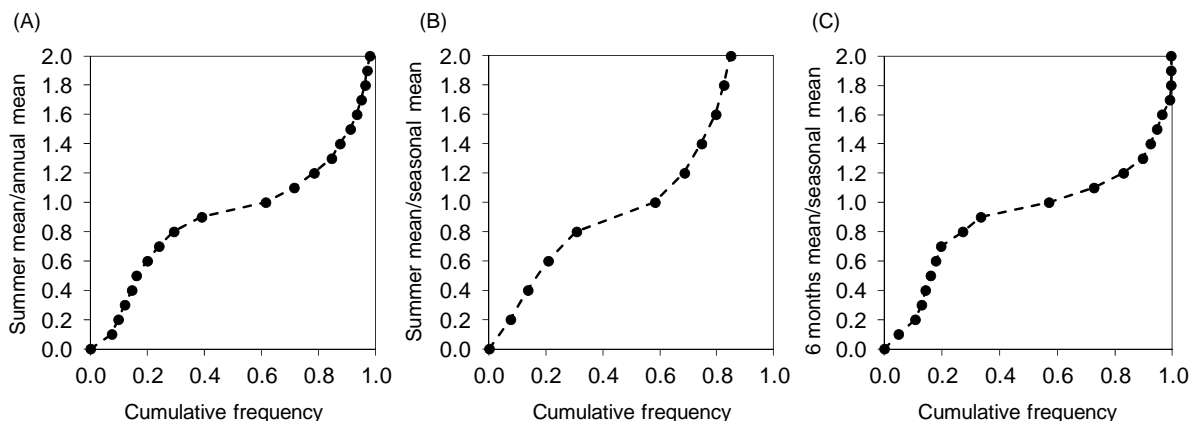 (A)
Summer mean/annual mean
2.0
1.8
1.6
1.4
1.2
1.0
0.8
0.6
0.4
0.2
0.0
0.0 0.2 0.4 0.6 0.8 1.0
Cumulative frequency
(B)
Summer mean/seasonal mean
2.0
1.8
1.6
1.4
1.2
1.0
0.8
0.6
0.4
0.2
0.0
0.0 0.2 0.4 0.6 0.8 1.0
Cumulative frequency
(C)
6 months mean/seasonal mean
2.0
1.8
1.6
1.4
1.2
1.0
0.8
0.6
0.4
0.2
0.0
0.0 0.2 0.4 0.6 0.8 1.0
Cumulative frequency